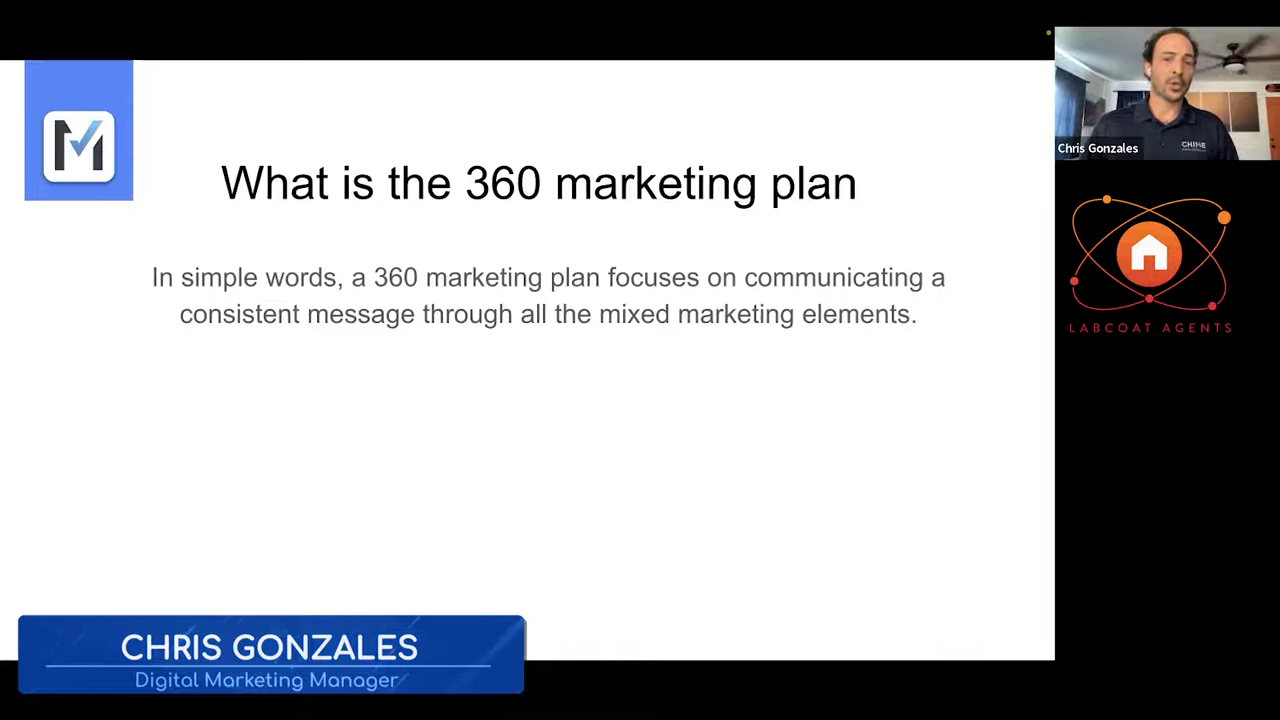 What is the 360 marketing plan
In simple words, a 360 marketing plan focuses on communicating a
consistent message through all the mixed marketing elements.
CHIME
Chris Gonzales
LABCOAT AGENTS
CHRIS GONZALES
Digital Marketing Manager
M